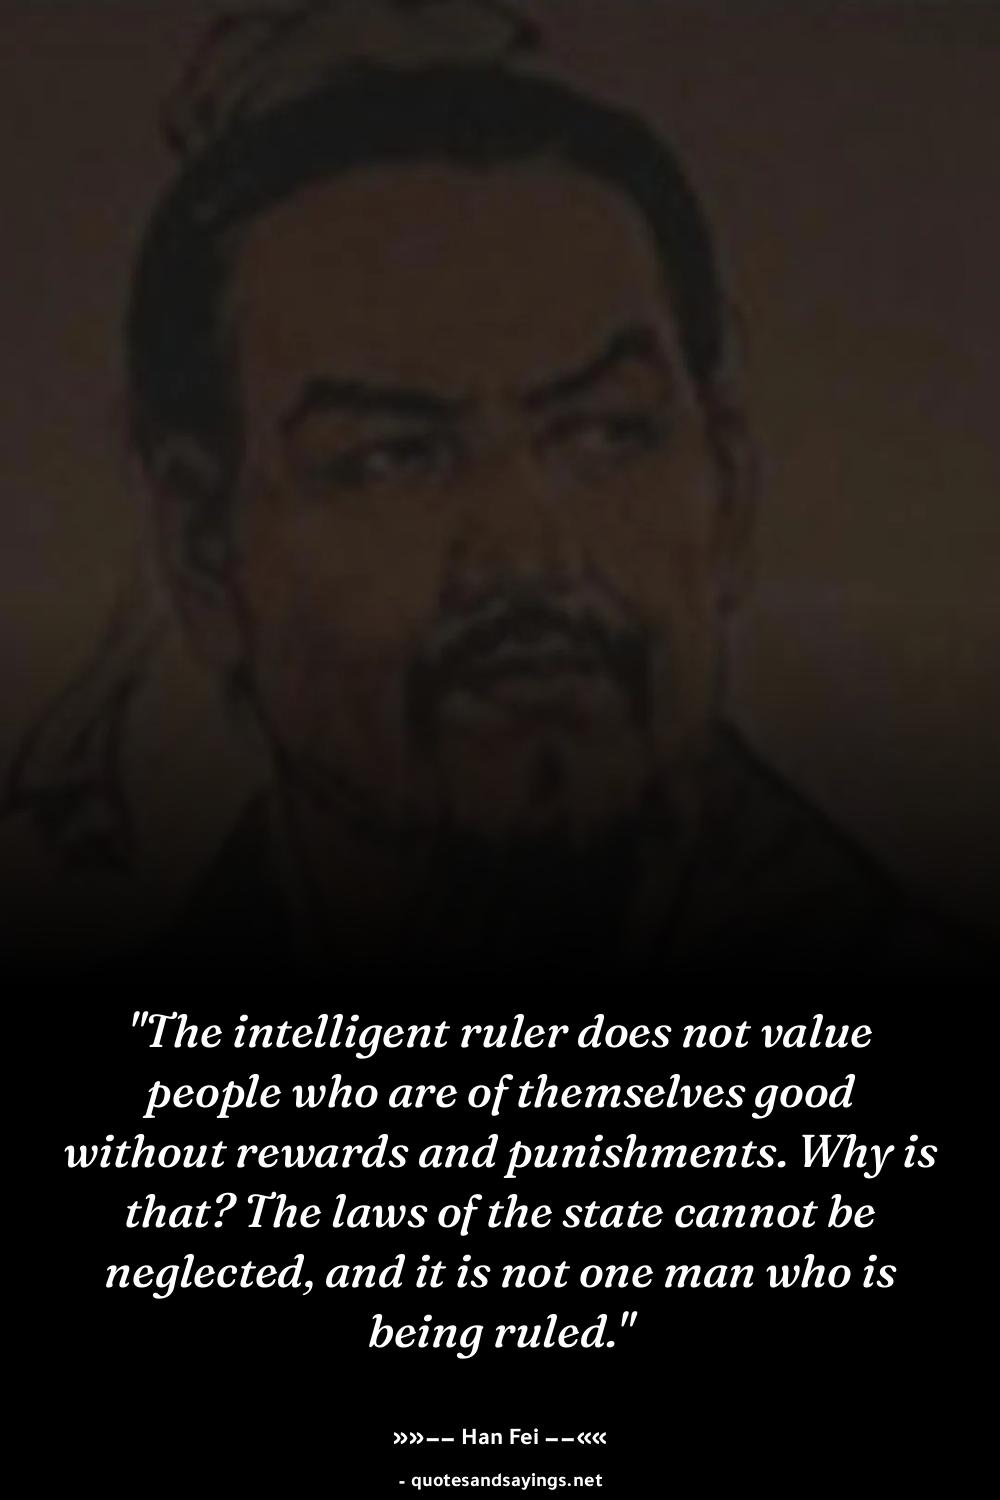 "The intelligent ruler does not value
people who are of themselves good
without rewards and punishments. Why is
that? The laws of the state cannot be
neglected, and it is not one man who is
being ruled."
»»–– Han Fei ––««
- quotesandsayings.net